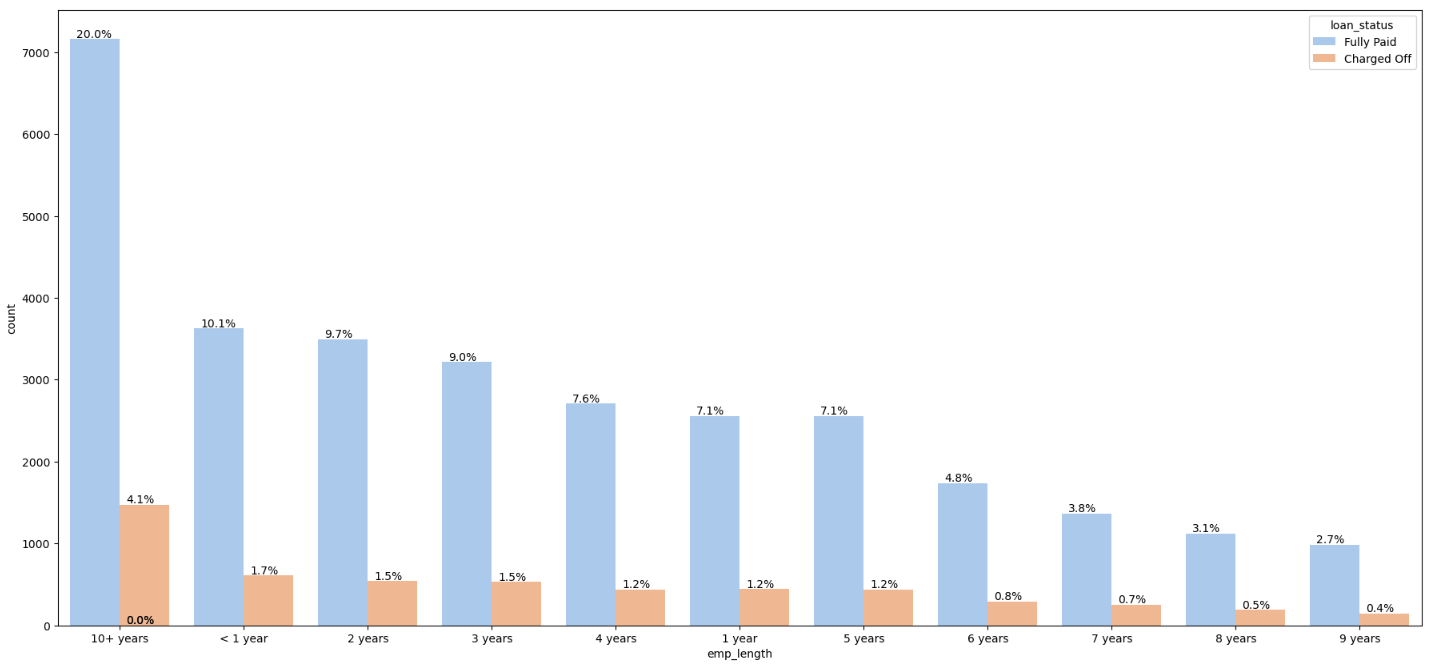 loan_status
Fully Paid
Charged Off
20.0%
10.1%
9.7%
9.0%
7.6%
7.1%
7.1%
4.8%
3.8%
3.1%
2.7%
4.1%
1.7%
1.5%
1.5%
1.2%
1.2%
1.2%
0.8%
0.7%
0.5%
0.4%
0.0%
7000
6000
5000
4000
3000
2000
1000
0
count
10+ years
< 1 year
2 years
3 years
4 years
1 year
5 years
6 years
7 years
8 years
9 years
emp_length